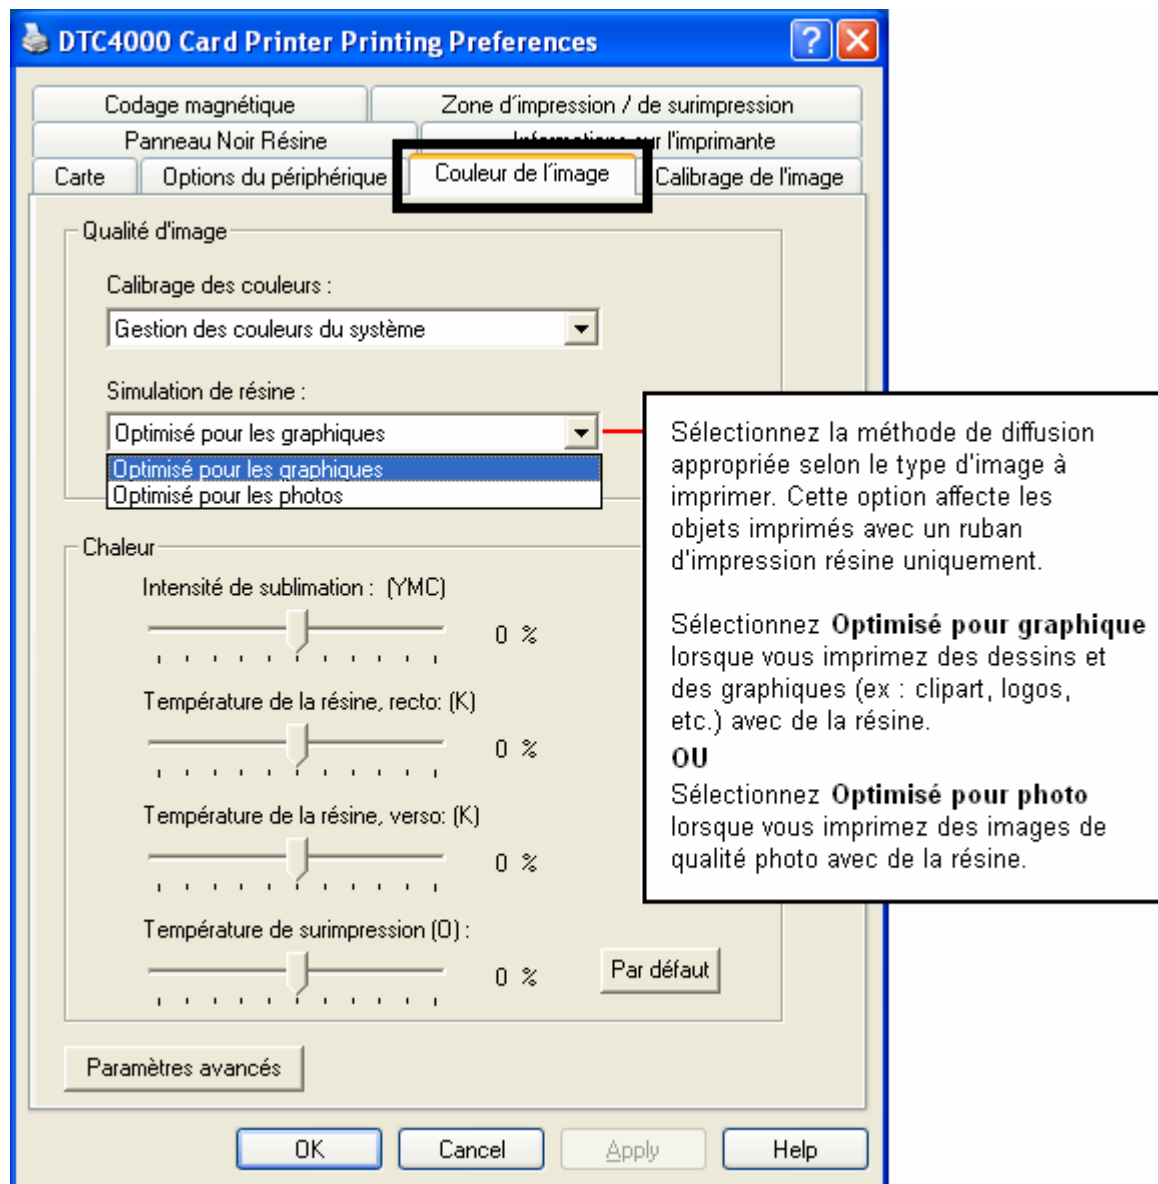 DTC4000 Card Printer Printing Preferences
Codage magnétique
Zone d'impression / de surimpression
Panneau Noir Résine
Informations sur l'imprimante
Carte
Options du périphérique
Couleur de l'image
Calibrage de l'image
Qualité d'image
Calibrage des couleurs :
Gestion des couleurs du système
Simulation de résine :
Optimisé pour les graphiques
Optimisé pour les graphiques
Optimisé pour les photos
Sélectionnez la méthode de diffusion
appropriée selon le type d'image à
imprimer. Cette option affecte les
objets imprimés avec un ruban
d'impression résine uniquement.
Sélectionnez Optimisé pour graphique
lorsque vous imprimez des dessins et
des graphiques (ex : clipart, logos,
etc.) avec de la résine.
OU
Sélectionnez Optimisé pour photo
lorsque vous imprimez des images de
qualité photo avec de la résine.
Chaleur
Intensité de sublimation : (YMC)
0 %
Température de la résine, recto: (K)
0 %
Température de la résine, verso: (K)
0 %
Température de surimpression (O) :
0 %
Par défaut
Paramètres avancés
OK
Cancel
Apply
Help